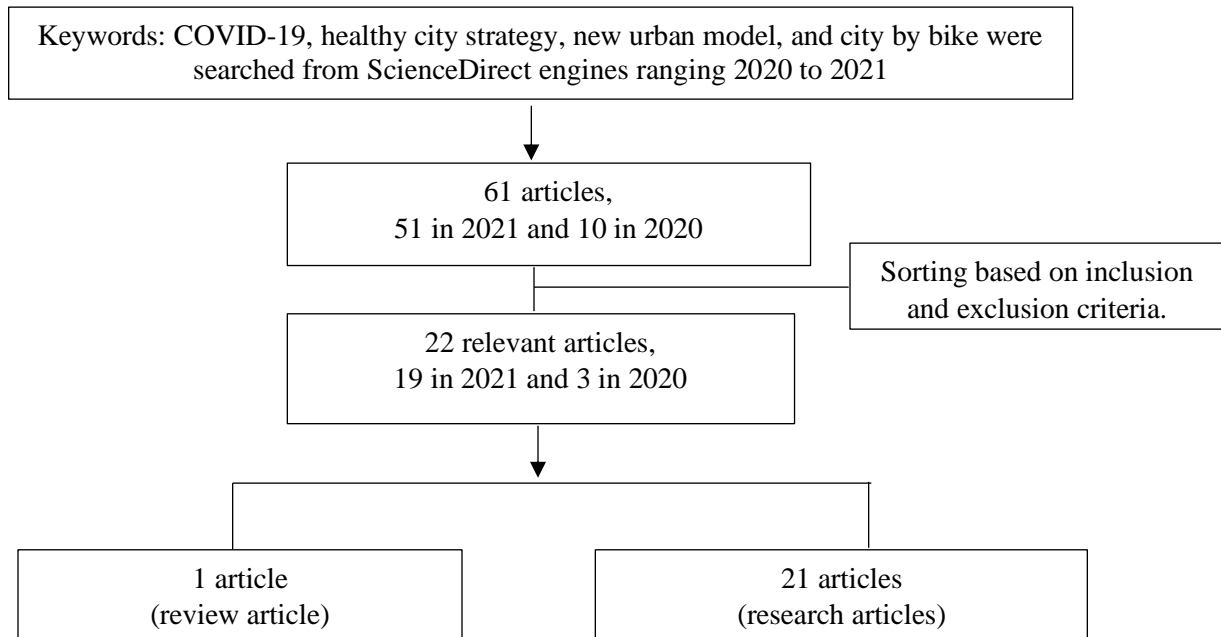 Keywords: COVID-19, healthy city strategy, new urban model, and city by bike were
searched from ScienceDirect engines ranging 2020 to 2021
61 articles,
51 in 2021 and 10 in 2020
Sorting based on inclusion
and exclusion criteria.
22 relevant articles,
19 in 2021 and 3 in 2020
1 article
(review article)
21 articles
(research articles)